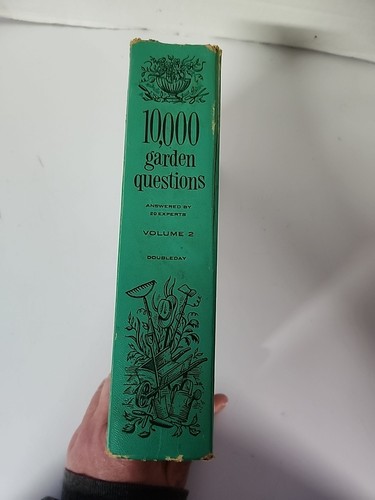 10,000
garden
questions
ANSWERED BY
20 EXPERTS
VOLUME 2
DOUBLEDAY